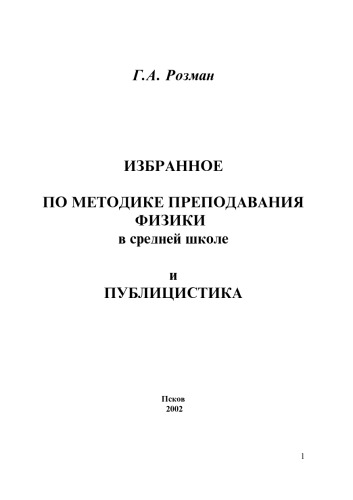 Г.А. Розман
ИЗБРАННОЕ
ПО МЕТОДИКЕ ПРЕПОДАВАНИЯ
ФИЗИКИ
в средней школе
и
ПУБЛИЦИСТИКА
Псков
2002
1